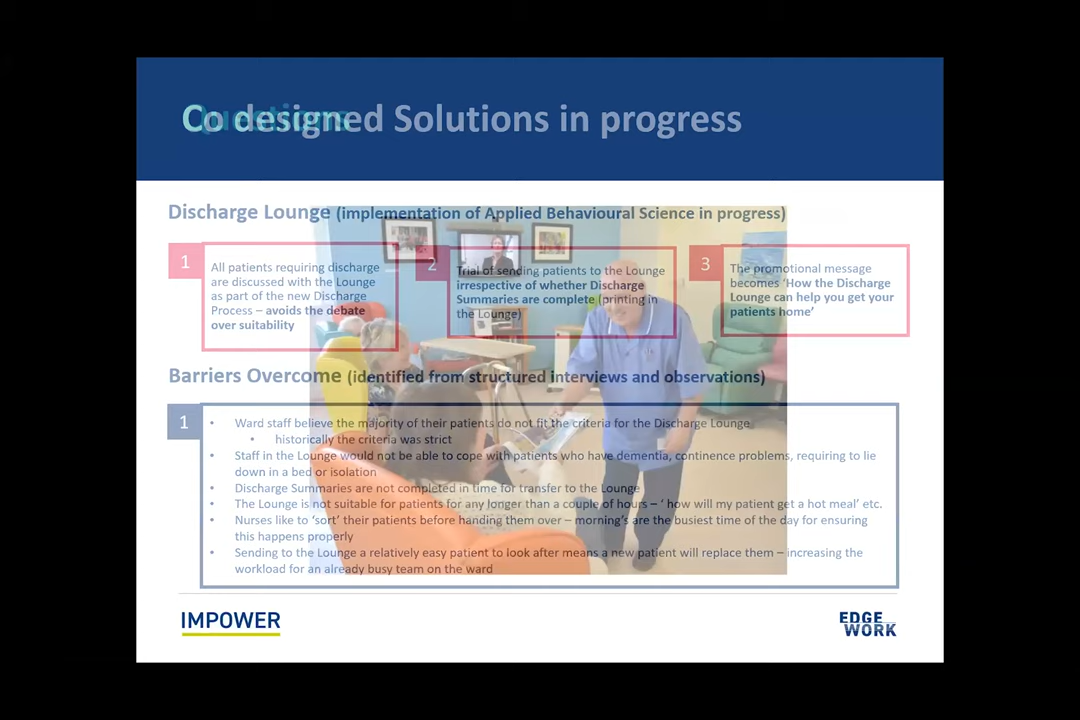 Co designed Solutions in progress
Questions
Discharge Lounge (implementation of Applied Behavioural Science in progress)
1
All patients requiring discharge
are discussed with the Lounge
as part of the new Discharge
Process – avoids the debate
over suitability
2
Trial of sending patients to the Lounge
irrespective of whether Discharge
Summaries are complete (printing in
the Lounge)
3
The promotional message
becomes ‘How the Discharge
Lounge can help you get your
patients home’
Barriers Overcome (identified from structured interviews and observations)
1
• Ward staff believe the majority of their patients do not fit the criteria for the Discharge Lounge
• historically the criteria was strict
• Staff in the Lounge would not be able to cope with patients who have dementia, continence problems, requiring to lie
down in a bed or isolation
• Discharge Summaries are not completed in time for transfer to the Lounge
• The Lounge is not suitable for patients for any longer than a couple of hours – ‘ how will my patient get a hot meal’ etc.
• Nurses like to ‘sort’ their patients before handing them over – morning’s are the busiest time of the day for ensuring
this happens properly
• Sending to the Lounge a relatively easy patient to look after means a new patient will replace them – increasing the
workload for an already busy team on the ward
IMPOWER
EDGE
WORK